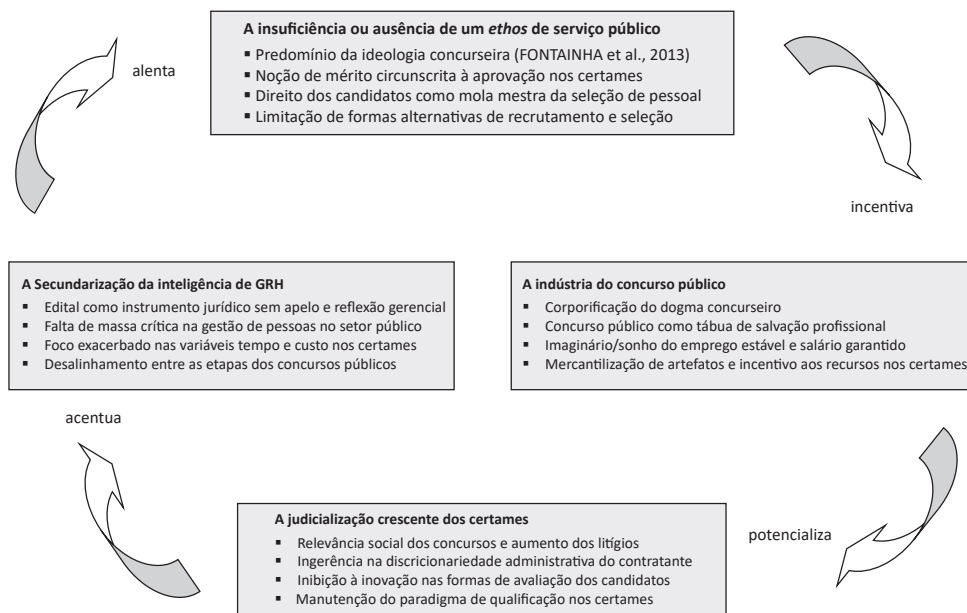 A insuficiência ou ausência de um ethos de serviço público
▪ Predomínio da ideologia concurseira (FONTAINHA et al., 2013)
▪ Noção de mérito circunscrita à aprovação nos certames
▪ Direito dos candidatos como mola mestra da seleção de pessoal
▪ Limitação de formas alternativas de recrutamento e seleção
alenta
incentiva
A Secundarização da inteligência de GRH
▪ Edital como instrumento jurídico sem apelo e reflexão gerencial
▪ Falta de massa crítica na gestão de pessoas no setor público
▪ Foco exacerbado nas variáveis tempo e custo nos certames
▪ Desalinhamento entre as etapas dos concursos públicos
A indústria do concurso público
▪ Corporificação do dogma concurseiro
▪ Concurso público como tábua de salvação profissional
▪ Imaginário/sonho do emprego estável e salário garantido
▪ Mercantilização de artefatos e incentivo aos recursos nos certames
acentua
potencializa
A judicialização crescente dos certames
▪ Relevância social dos concursos e aumento dos litígios
▪ Ingerência na discricionariedade administrativa do contratante
▪ Inibição à inovação nas formas de avaliação dos candidatos
▪ Manutenção do paradigma de qualificação nos certames